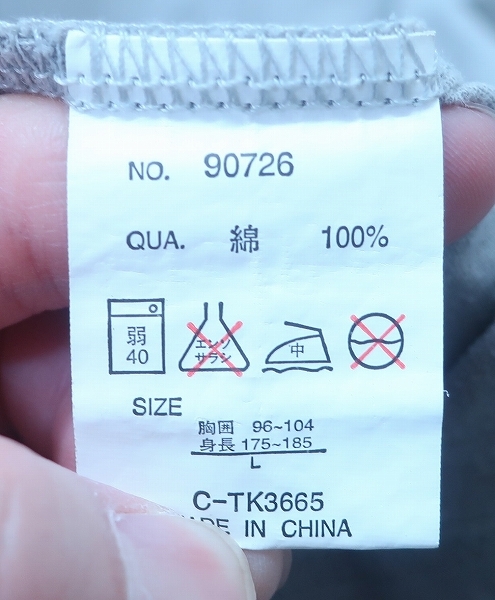 NO. 90726
QUA. 綿 100%
弱 40
エンソ サラシ
中
SIZE
胸囲 96~104
身長 175~185
L
C-TK3665
MADE IN CHINA